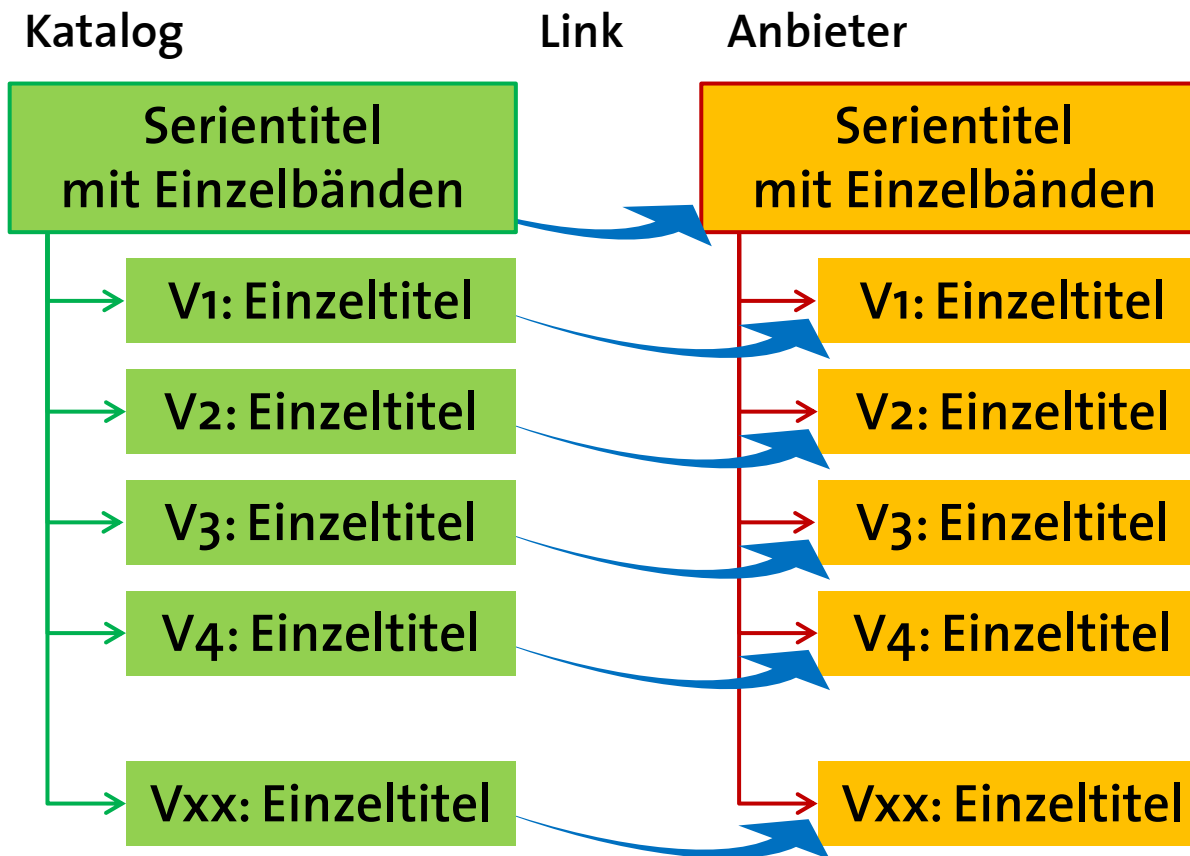 Katalog Link Anbieter
Serientitel
mit Einzelbänden
Serientitel
mit Einzelbänden
V1: Einzeltitel
V1: Einzeltitel
V2: Einzeltitel
V2: Einzeltitel
V3: Einzeltitel
V3: Einzeltitel
V4: Einzeltitel
V4: Einzeltitel
Vxx: Einzeltitel
Vxx: Einzeltitel